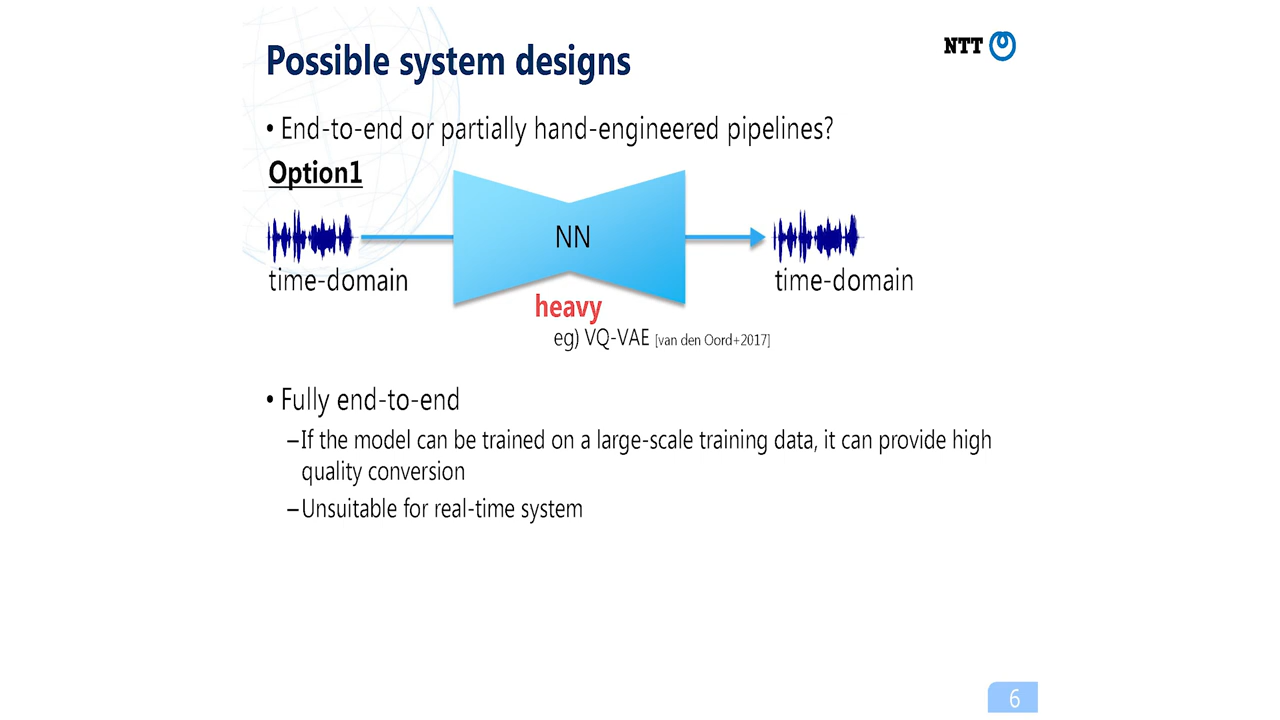 Possible system designs
NTT
• End-to-end or partially hand-engineered pipelines?
Option1
NN
time-domain
time-domain
heavy
eg) VQ-VAE [van den Oord+2017]
• Fully end-to-end
–If the model can be trained on a large-scale training data, it can provide high
quality conversion
–Unsuitable for real-time system
6